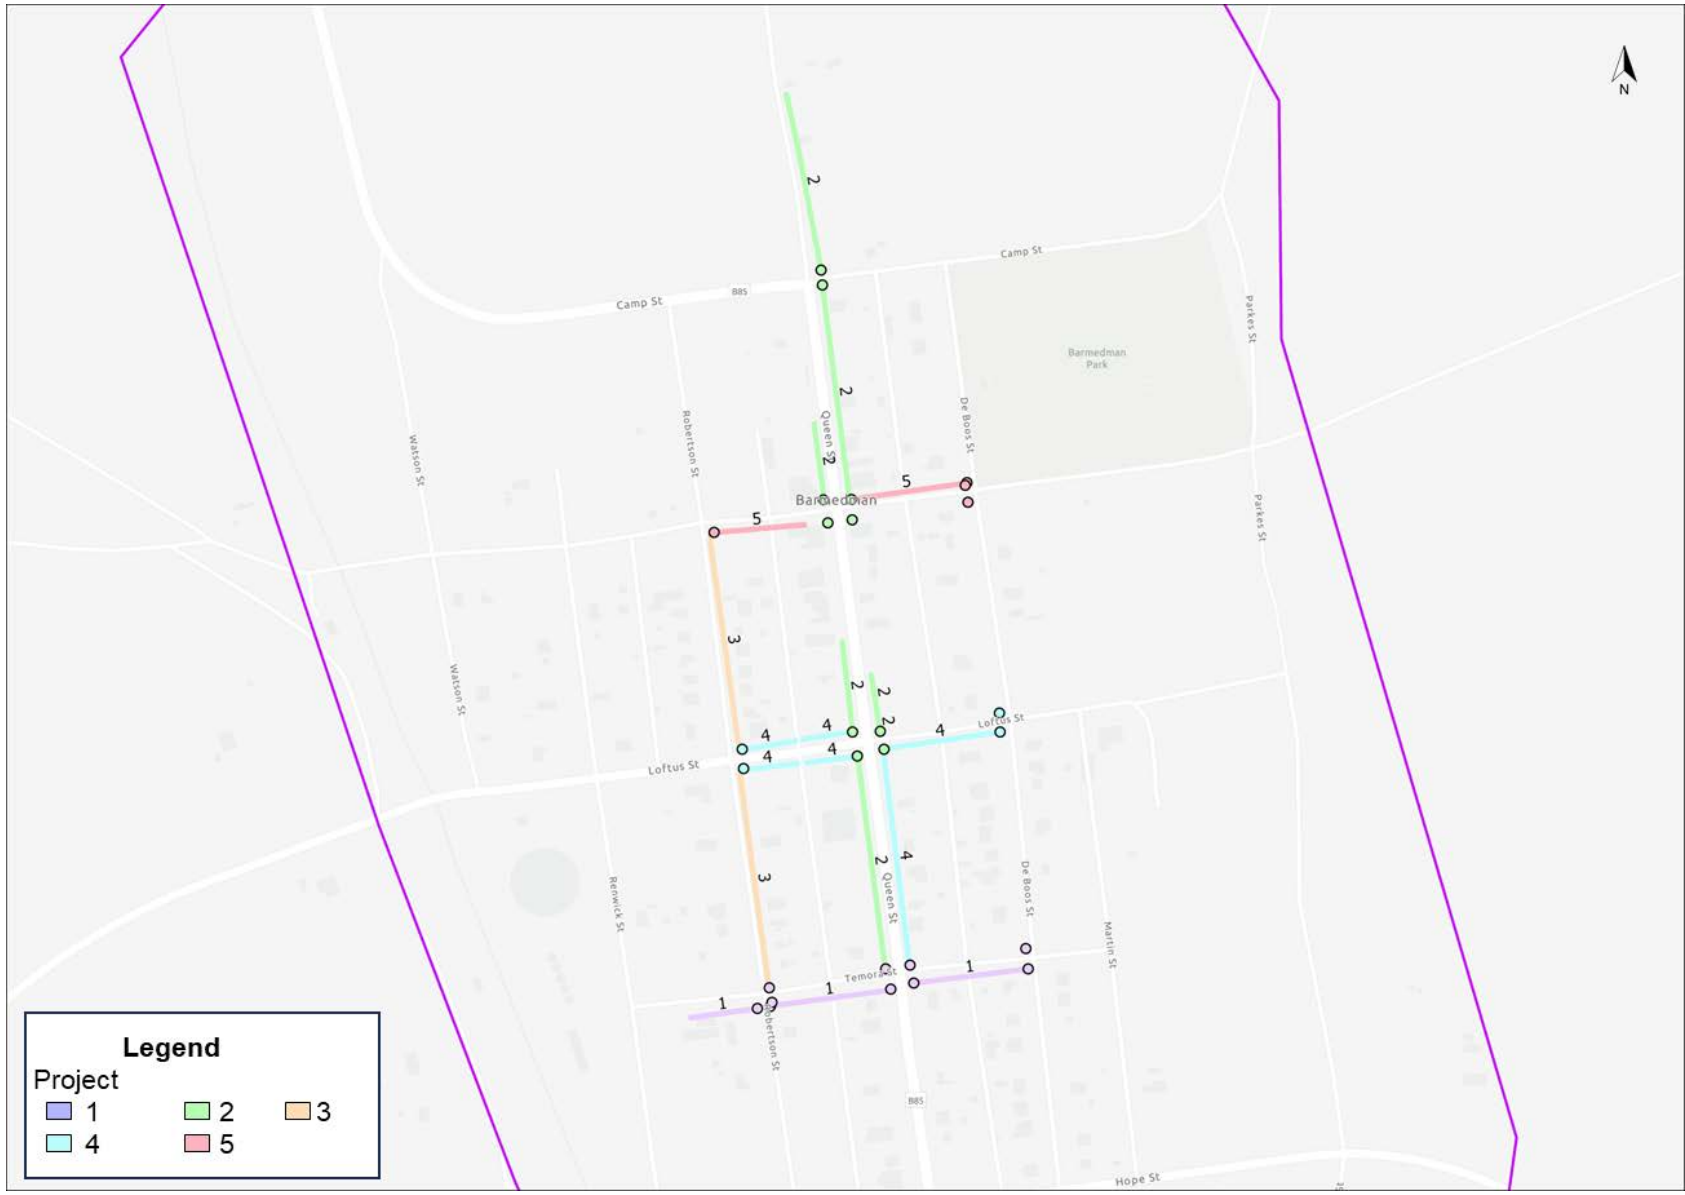 N
2
Camp St
B85
Camp St
Parkes St
Barmedman
Park
2
De Boos St
Queen St
Robertson St
Watson St
2
5
Barmedman
Parkes St
5
3
Watson St
2
2
2
Loftus St
4
4
4
4
4
Loftus St
2
4
3
De Boos St
Queen St
Renwick St
Martin St
1
Temora St
1
1
Robertson St
B85
Hope St
Legend
Project
1
2
3
4
5